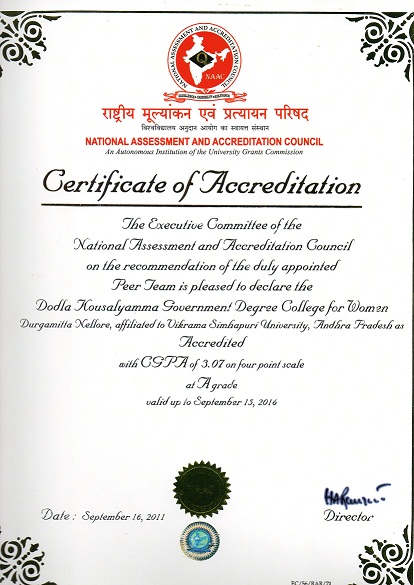 NATIONAL ASSESSMENT AND ACCREDITATION COUNCIL
NAAC
राष्ट्रीय मूल्यांकन एवं प्रत्यायन परिषद
विश्वविद्यालय अनुदान आयोग का स्वायत्त संस्थान
NATIONAL ASSESSMENT AND ACCREDITATION COUNCIL
An Autonomous Institution of the University Grants Commission
Certificate of Accreditation
The Executive Committee of the
National Assessment and Accreditation Council
on the recommendation of the duly appointed
Peer Team is pleased to declare the
Dodla Kousalyamma Government Degree College for Women
Durgamitta Nellore, affiliated to Vikrama Simhapuri University, Andhra Pradesh as
Accredited
with CGPA of 3.07 on four point scale
at A grade
valid up to September 15, 2016
Date : September 16, 2011
Director